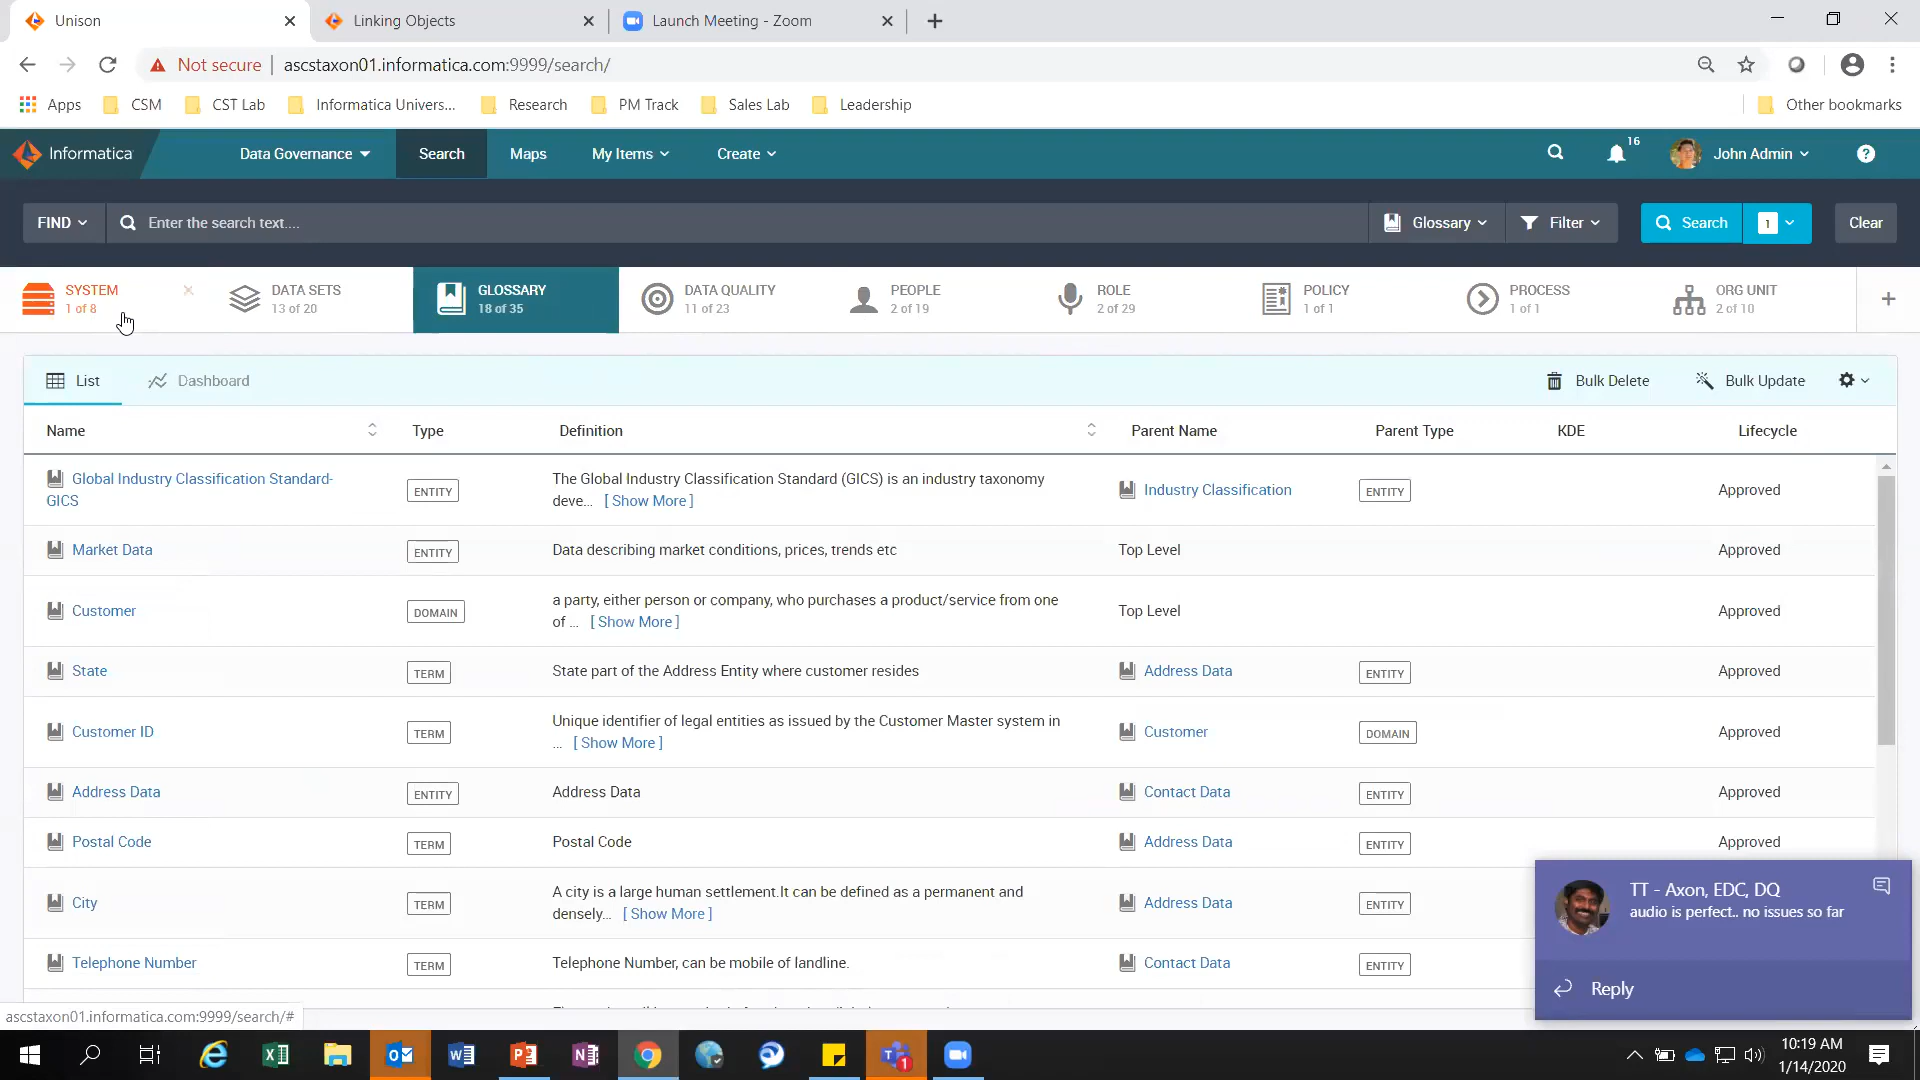 Unison
Linking Objects
Launch Meeting - Zoom
Not secure
ascstaxon01.informatica.com:9999/search/
Apps
CSM
CST Lab
Informatica Univers...
Research
PM Track
Sales Lab
Leadership
Other bookmarks
Informatica
Data Governance
Search
Maps
My Items
Create
16
John Admin
?
FIND
Enter the search text....
Glossary
Filter
Search
1
Clear
SYSTEM
1 of 8
DATA SETS
13 of 20
GLOSSARY
18 of 35
DATA QUALITY
11 of 23
PEOPLE
2 of 19
ROLE
2 of 29
POLICY
1 of 1
PROCESS
1 of 1
ORG UNIT
2 of 10
List
Dashboard
Bulk Delete
Bulk Update
Name Type Definition Parent Name Parent Type KDE Lifecycle
Global Industry Classification Standard-
GICS
ENTITY
The Global Industry Classification Standard (GICS) is an industry taxonomy
deve... [ Show More ]
Industry Classification
ENTITY
Approved
Market Data
ENTITY
Data describing market conditions, prices, trends etc
Top Level
Approved
Customer
DOMAIN
a party, either person or company, who purchases a product/service from one
of ... [ Show More ]
Top Level
Approved
State
TERM
State part of the Address Entity where customer resides
Address Data
ENTITY
Approved
Customer ID
TERM
Unique identifier of legal entities as issued by the Customer Master system in
... [ Show More ]
Customer
DOMAIN
Approved
Address Data
ENTITY
Address Data
Contact Data
ENTITY
Approved
Postal Code
TERM
Postal Code
Address Data
ENTITY
Approved
City
TERM
A city is a large human settlement.It can be defined as a permanent and
densely... [ Show More ]
Address Data
ENTITY
Telephone Number
TERM
Telephone Number, can be mobile of landline.
Contact Data
ENTITY
TT - Axon, EDC, DQ
audio is perfect.. no issues so far
Reply
ascstaxon01.informatica.com:9999/search/#
1
10:19 AM
1/14/2020